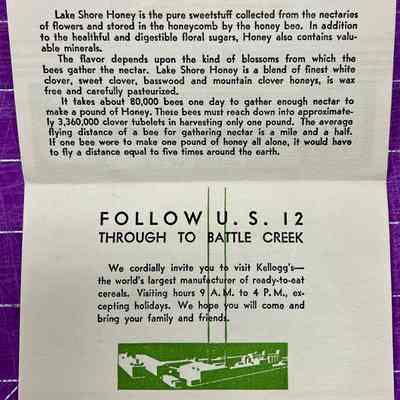 Lake Shore Honey is the pure sweetstuff collected from the nectaries
of flowers and stored in the honeycomb by the honey bee. In addition
to the healthful and digestible floral sugars, Honey also contains valu-
able minerals.
The flavor depends upon the kind of blossoms from which the
bees gather the nectar. Lake Shore Honey is a blend of finest white
clover, sweet clover, basswood and mountain clover honeys, is wax
free and carefully pasteurized.
It takes about 80,000 bees one day to gather enough nectar to
make a pound of Honey. These bees must reach down into approximate-
ly 3,360,000 clover tubelets in harvesting only one pound. The average
flying distance of a bee for gathering nectar is a mile and a half.
If one bee were to make one pound of honey all alone, it would have
to fly a distance equal to five times around the earth.
FOLLOW U. S. 12
THROUGH TO BATTLE CREEK
We cordially invite you to visit Kellogg's—
the world's largest manufacturer of ready-to-eat
cereals. Visiting hours 9 A. M. to 4 P. M., ex-
cepting holidays. We hope you will come and
bring your family and friends.